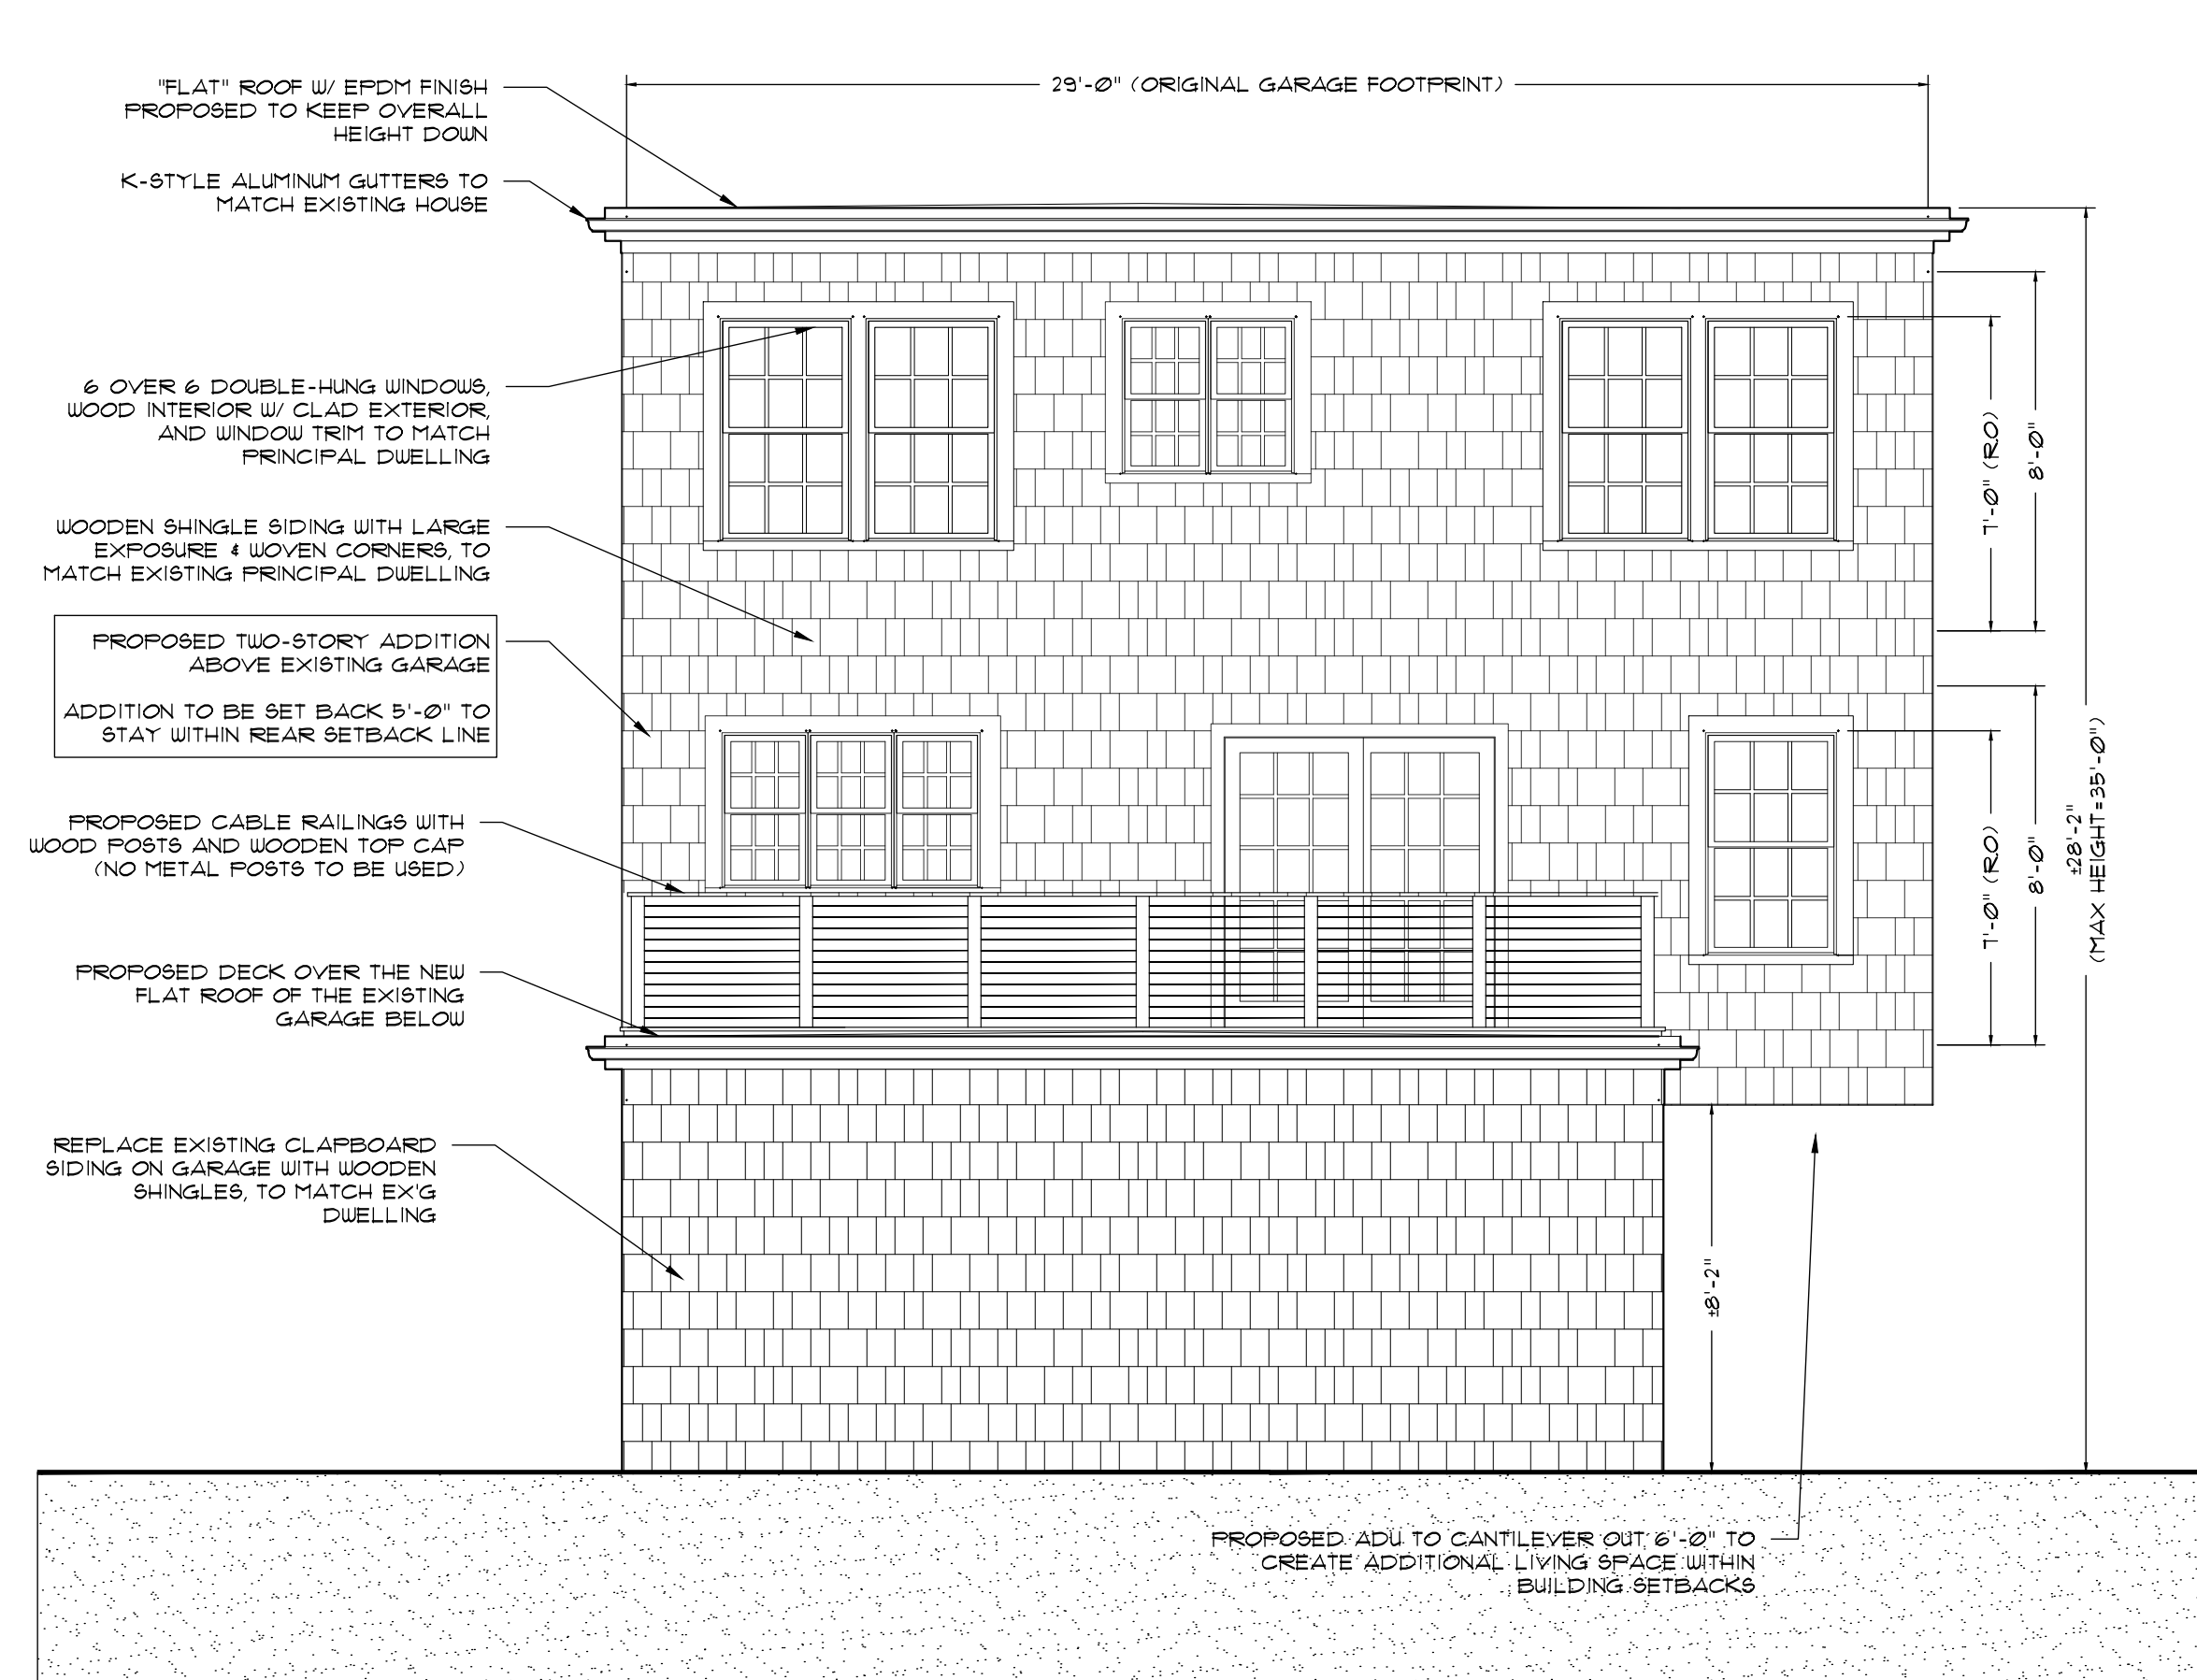 "FLAT" ROOF W/ EPDM FINISH
PROPOSED TO KEEP OVERALL
HEIGHT DOWN
29'-0" (ORIGINAL GARAGE FOOTPRINT)
K-STYLE ALUMINUM GUTTERS TO
MATCH EXISTING HOUSE
6 OVER 6 DOUBLE-HUNG WINDOWS,
WOOD INTERIOR W/ CLAD EXTERIOR,
AND WINDOW TRIM TO MATCH
PRINCIPAL DWELLING
WOODEN SHINGLE SIDING WITH LARGE
EXPOSURE & WOVEN CORNERS, TO
MATCH EXISTING PRINCIPAL DWELLING
PROPOSED TWO-STORY ADDITION
ABOVE EXISTING GARAGE
ADDITION TO BE SET BACK 5'-0" TO
STAY WITHIN REAR SETBACK LINE
PROPOSED CABLE RAILINGS WITH
WOOD POSTS AND WOODEN TOP CAP
(NO METAL POSTS TO BE USED)
PROPOSED DECK OVER THE NEW
FLAT ROOF OF THE EXISTING
GARAGE BELOW
REPLACE EXISTING CLAPBOARD
SIDING ON GARAGE WITH WOODEN
SHINGLES, TO MATCH EX'G
DWELLING
7'-0" (R.O.)
8'-0"
7'-0" (R.O.)
8'-0"
±28'-2"
(MAX HEIGHT=35'-0")
±8'-2"
PROPOSED ADU TO CANTILEVER OUT 6'-0" TO
CREATE ADDITIONAL LIVING SPACE WITHIN
BUILDING SETBACKS